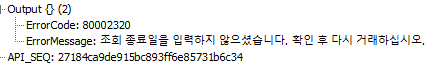 Output {} (2)
ErrorCode: 80002320
ErrorMessage: 조회 종료일을 입력하지 않으셨습니다. 확인 후 다시 거래하십시오.
API_SEQ: 27184ca9de915bc893ff6e85731b6c34